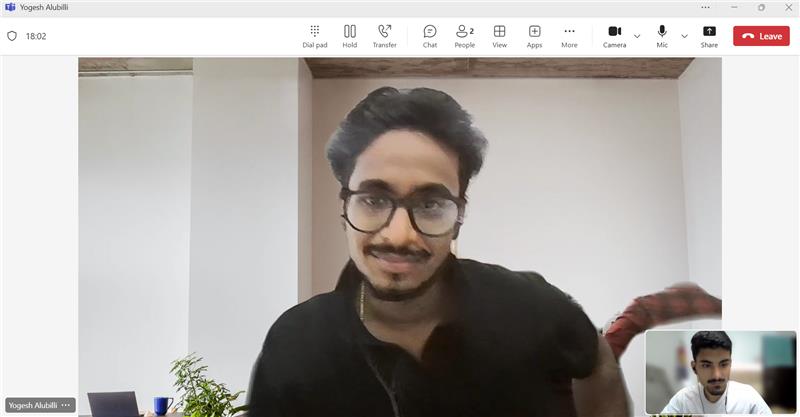 Yogesh Alubilli
18:02
Dial pad
Hold
Transfer
Chat
2
People
View
Apps
More
Camera
Mic
Share
Leave
Yogesh Alubilli